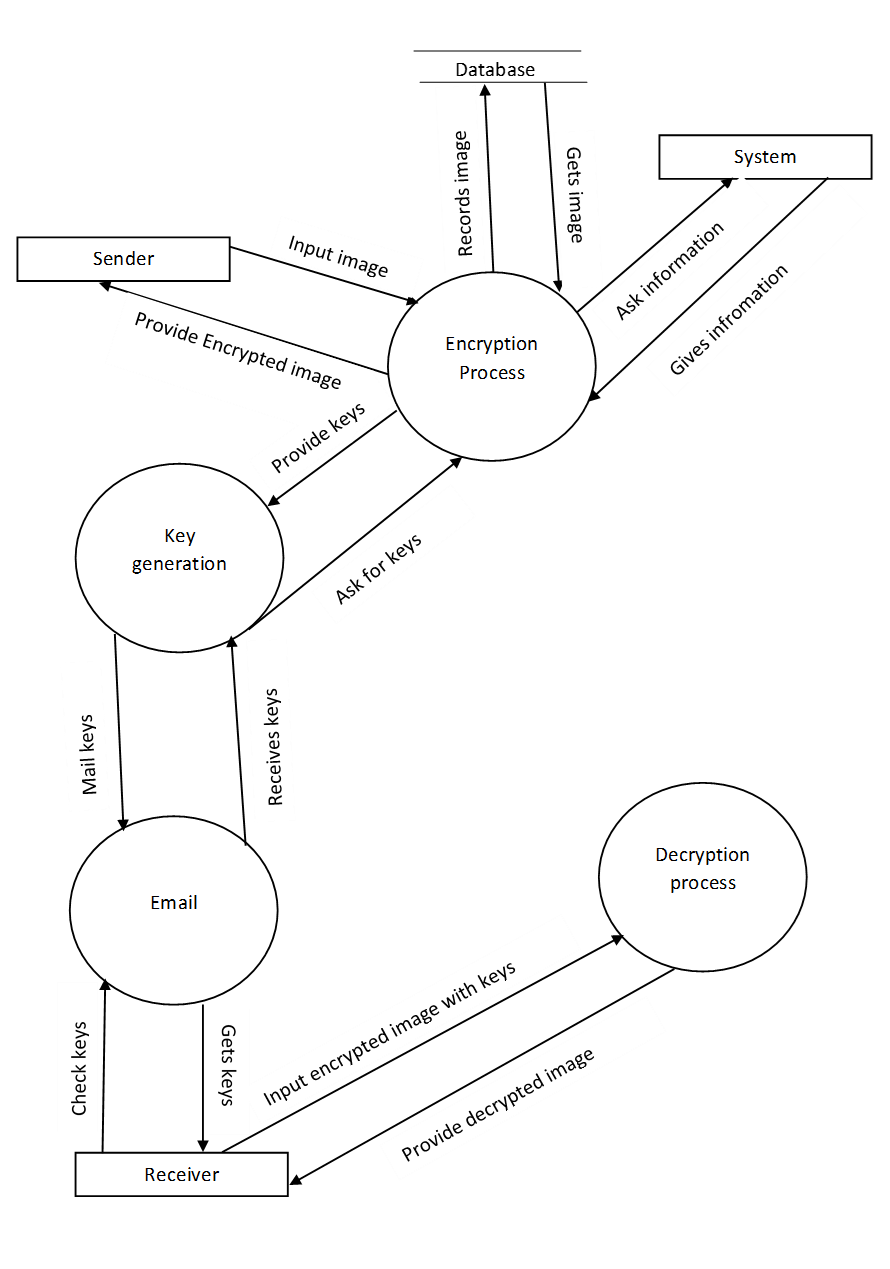 Database
System
Records image
Gets image
Sender
Input image
Ask information
Gives infromation
Provide Encrypted image
Encryption
Process
Provide keys
Key
generation
Ask for keys
Mail keys
Receives keys
Decryption
process
Email
Input encrypted image with keys
Check keys
Gets keys
Provide decrypted image
Receiver